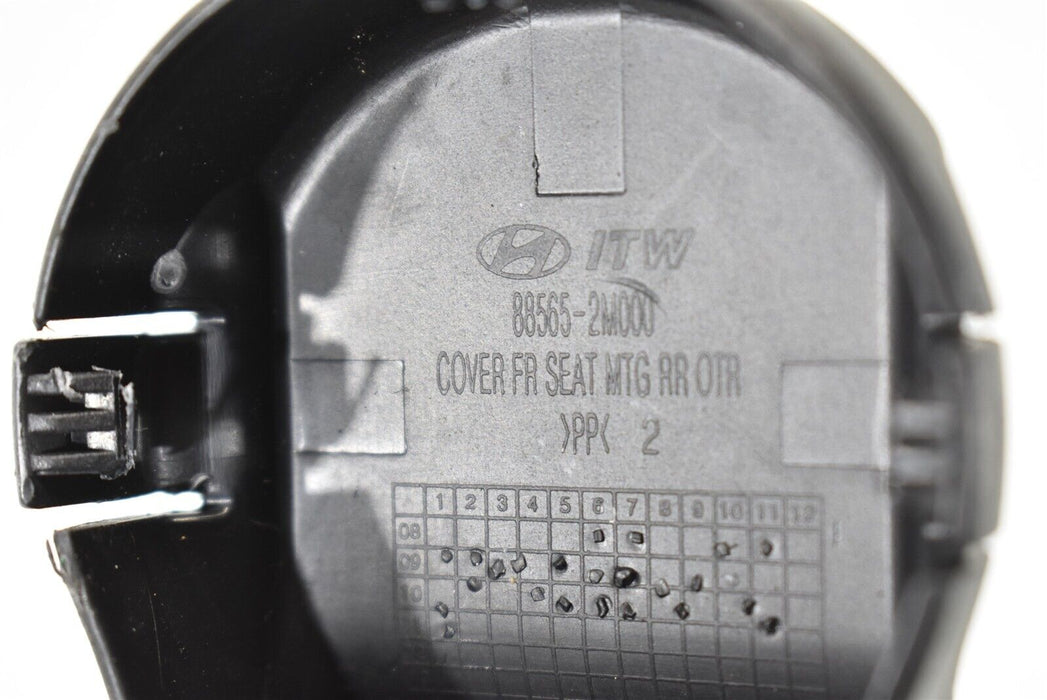 ITW
88565-2M000
COVER FR SEAT MTG RR OTR
>PP< 2
1 2 3 4 5 6 7 8 9 10 11 12
08
09
10